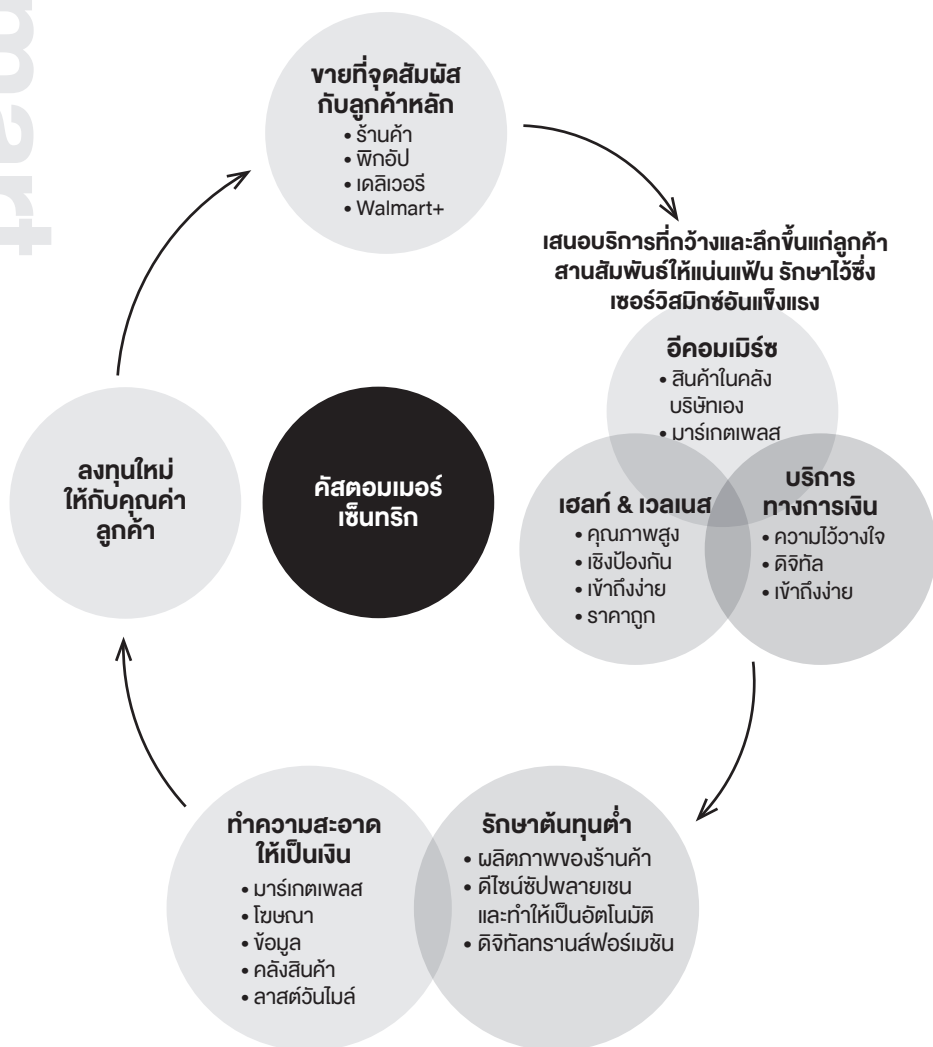 mart
ขายที่จุดสัมผัส
กับลูกค้าหลัก
• ร้านค้า
• พิกอัป
• เดลิเวอรี
• Walmart+
เสนอบริการที่กว้างและลึกขึ้นแก่ลูกค้า
สานสัมพันธ์ให้แน่นแฟ้น รักษาไว้ซึ่ง
เซอร์วิสมิกซ์อันแข็งแรง
อีคอมเมิร์ซ
• สินค้าในคลัง
บริษัทเอง
• มาร์เกตเพลส
เฮลท์ & เวลเนส
• คุณภาพสูง
• เชิงป้องกัน
• เข้าถึงง่าย
• ราคาถูก
บริการ
ทางการเงิน
• ความไว้วางใจ
• ดิจิทัล
• เข้าถึงง่าย
รักษาต้นทุนต่ำ
• ผลิตภาพของร้านค้า
• ดีไซน์ซัปพลายเชน
และทำให้เป็นอัตโนมัติ
• ดิจิทัลทรานส์ฟอร์เมชัน
ทำความสะอาด
ให้เป็นเงิน
• มาร์เกตเพลส
• โฆษณา
• ข้อมูล
• คลังสินค้า
• ลาสต์วันไมล์
ลงทุนใหม่
ให้กับคุณค่า
ลูกค้า
คัสตอมเมอร์
เซ็นทริก